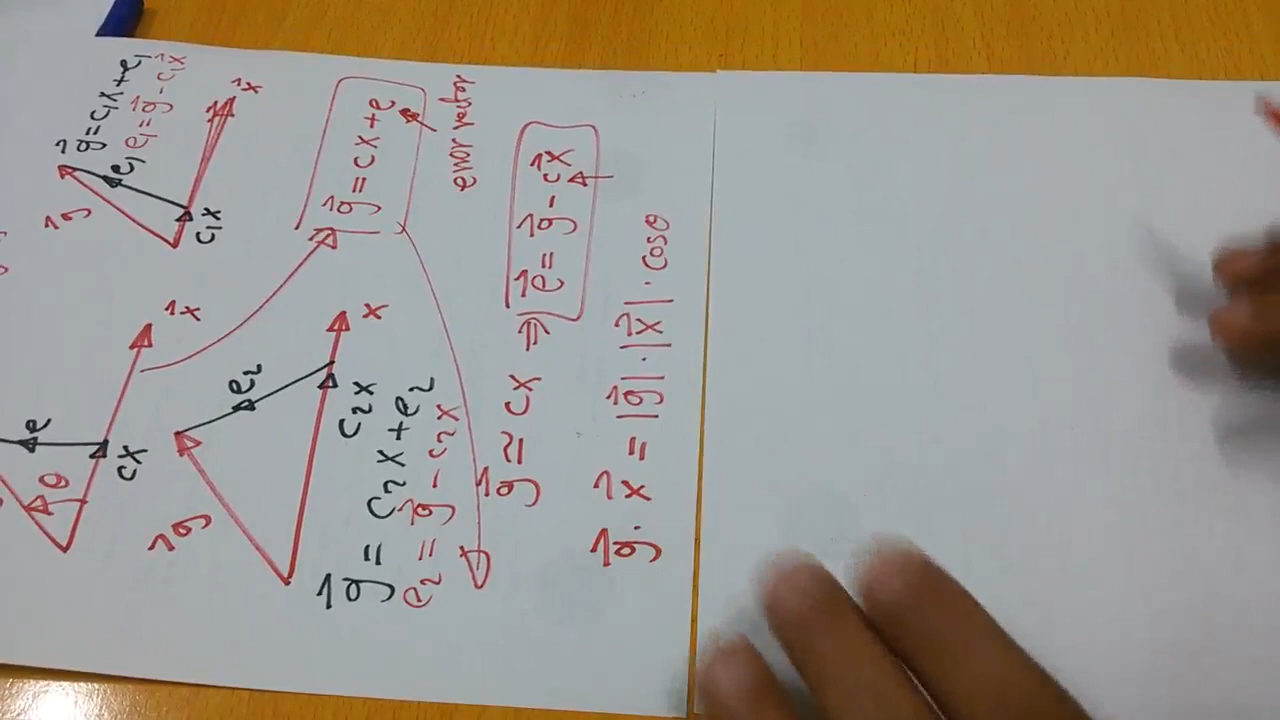 x⃗
e
cx
θ
g⃗
g⃗ = c₁x + e₁
e₁ = g⃗ - c₁x⃗
e₁
c₁x
x⃗
g⃗
e₂
x
c₂x
g⃗ = c₂x + e₂
e₂ = g⃗ - c₂x
g⃗ = cx + e
error vector
g⃗ ≃ cx ⇒ e⃗ = g⃗ - cx⃗
g⃗ · x⃗ = |g⃗| · |x⃗| · cosθ